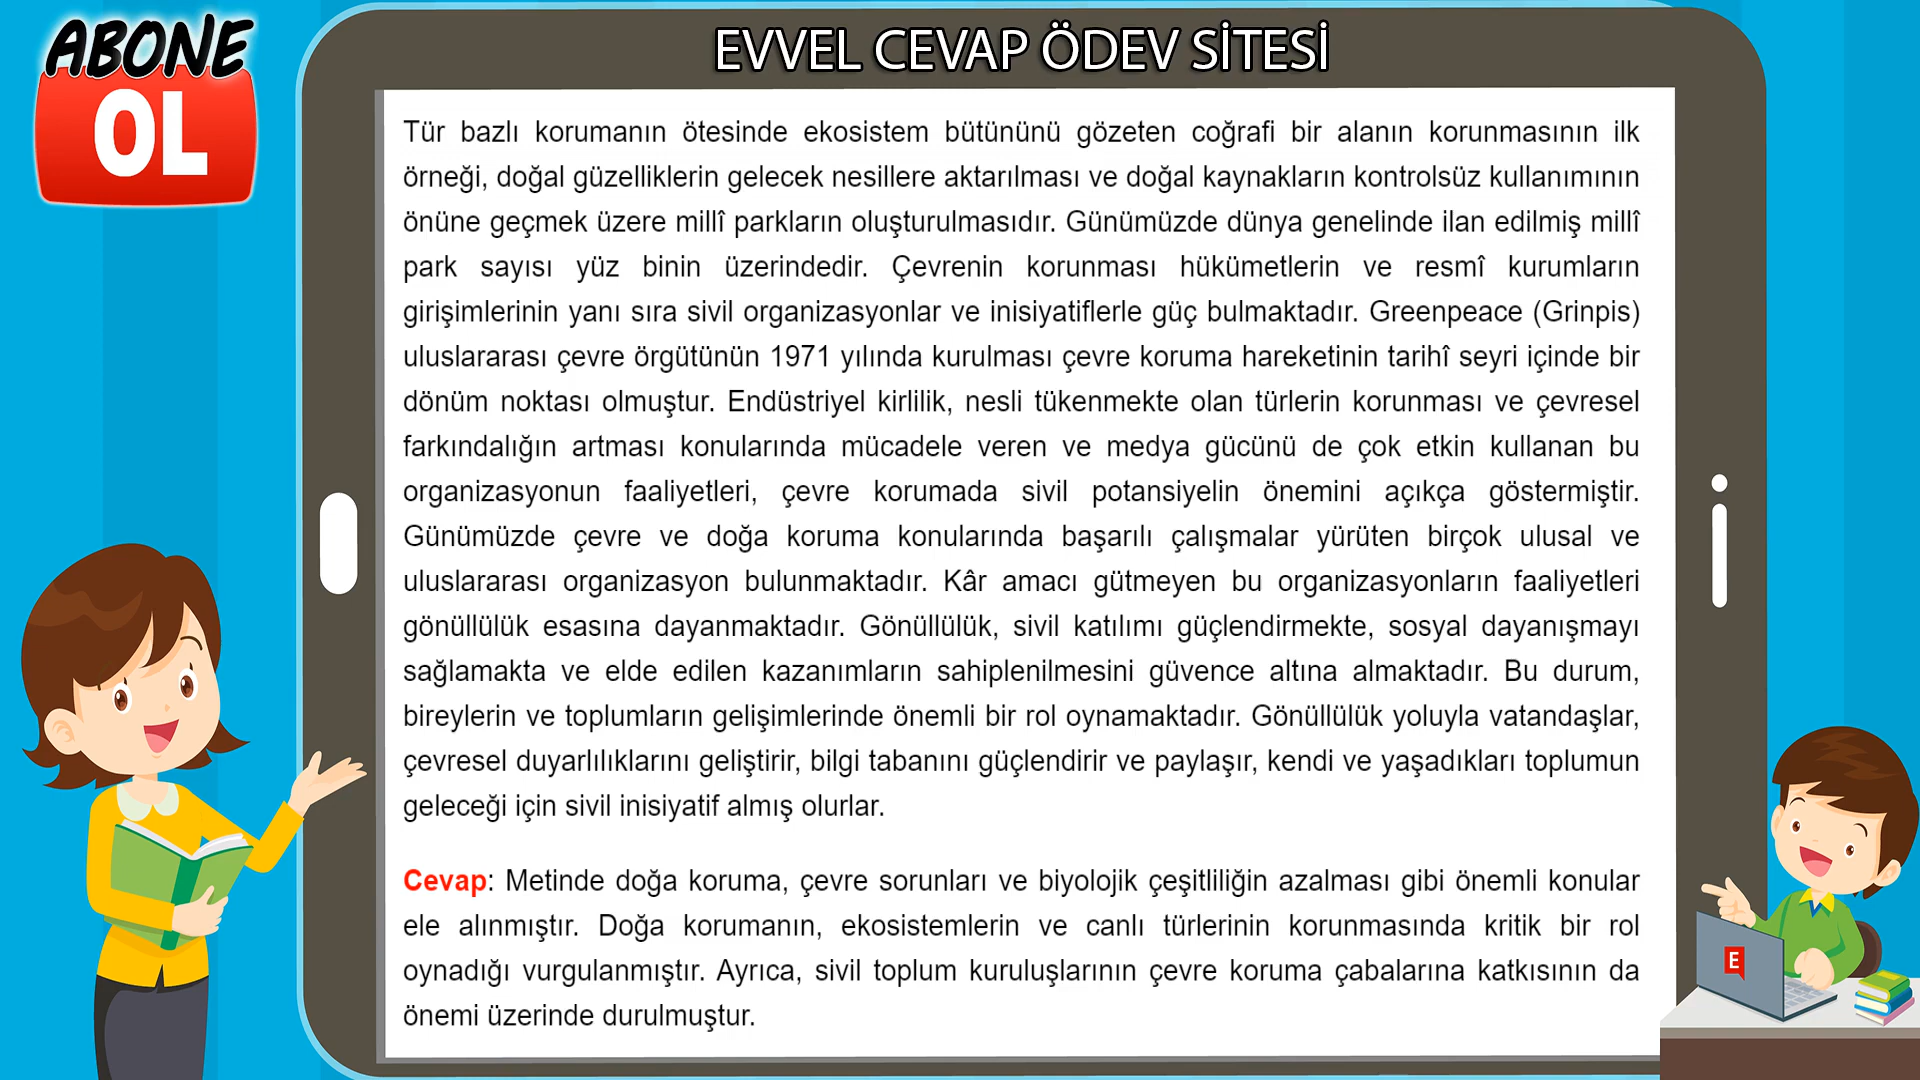 ABONE
OL
EVVEL CEVAP ÖDEV SİTESİ
Tür bazlı korumanın ötesinde ekosistem bütününü gözeten coğrafi bir alanın korunmasının ilk
örneği, doğal güzelliklerin gelecek nesillere aktarılması ve doğal kaynakların kontrolsüz kullanımının
önüne geçmek üzere millî parkların oluşturulmasıdır. Günümüzde dünya genelinde ilan edilmiş millî
park sayısı yüz binin üzerindedir. Çevrenin korunması hükümetlerin ve resmî kurumların
girişimlerinin yanı sıra sivil organizasyonlar ve inisiyatiflerle güç bulmaktadır. Greenpeace (Grinpis)
uluslararası çevre örgütünün 1971 yılında kurulması çevre koruma hareketinin tarihî seyri içinde bir
dönüm noktası olmuştur. Endüstriyel kirlilik, nesli tükenmekte olan türlerin korunması ve çevresel
farkındalığın artması konularında mücadele veren ve medya gücünü de çok etkin kullanan bu
organizasyonun faaliyetleri, çevre korumada sivil potansiyelin önemini açıkça göstermiştir.
Günümüzde çevre ve doğa koruma konularında başarılı çalışmalar yürüten birçok ulusal ve
uluslararası organizasyon bulunmaktadır. Kâr amacı gütmeyen bu organizasyonların faaliyetleri
gönüllülük esasına dayanmaktadır. Gönüllülük, sivil katılımı güçlendirmekte, sosyal dayanışmayı
sağlamakta ve elde edilen kazanımların sahiplenilmesini güvence altına almaktadır. Bu durum,
bireylerin ve toplumların gelişimlerinde önemli bir rol oynamaktadır. Gönüllülük yoluyla vatandaşlar,
çevresel duyarlılıklarını geliştirir, bilgi tabanını güçlendirir ve paylaşır, kendi ve yaşadıkları toplumun
geleceği için sivil inisiyatif almış olurlar.
Cevap: Metinde doğa koruma, çevre sorunları ve biyolojik çeşitliliğin azalması gibi önemli konular
ele alınmıştır. Doğa korumanın, ekosistemlerin ve canlı türlerinin korunmasında kritik bir rol
oynadığı vurgulanmıştır. Ayrıca, sivil toplum kuruluşlarının çevre koruma çabalarına katkısının da
önemi üzerinde durulmuştur.
E